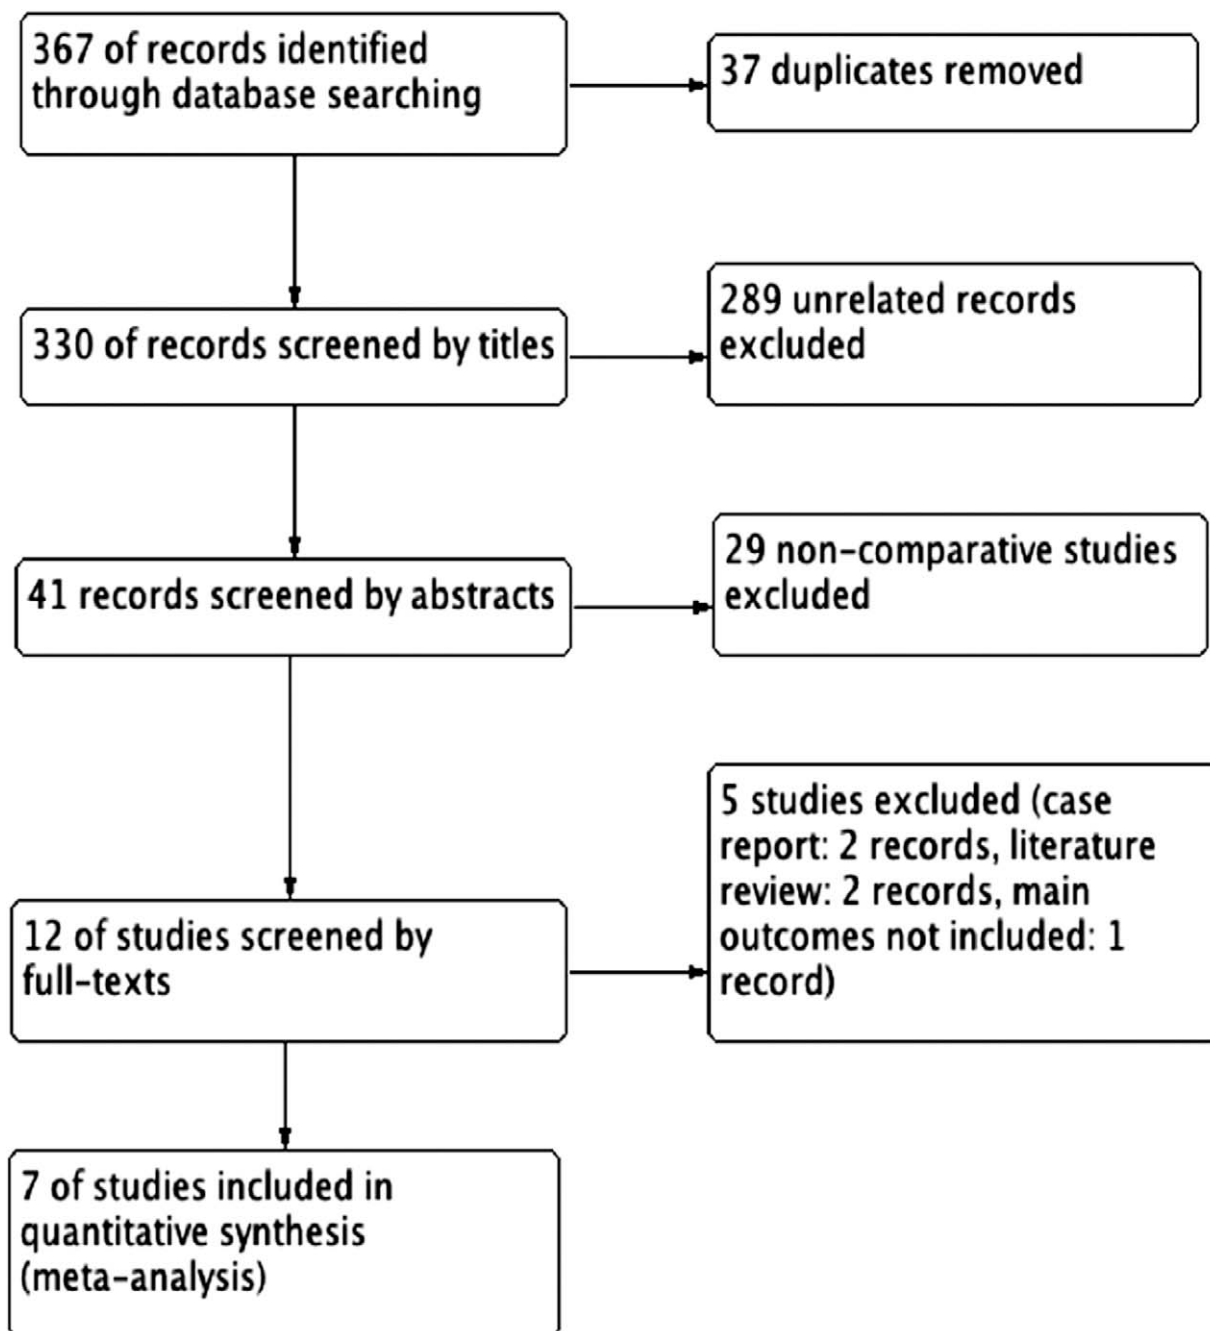 367 of records identified
through database searching
37 duplicates removed
330 of records screened by titles
289 unrelated records
excluded
41 records screened by abstracts
29 non-comparative studies
excluded
12 of studies screened by
full-texts
5 studies excluded (case
report: 2 records, literature
review: 2 records, main
outcomes not included: 1
record)
7 of studies included in
quantitative synthesis
(meta-analysis)